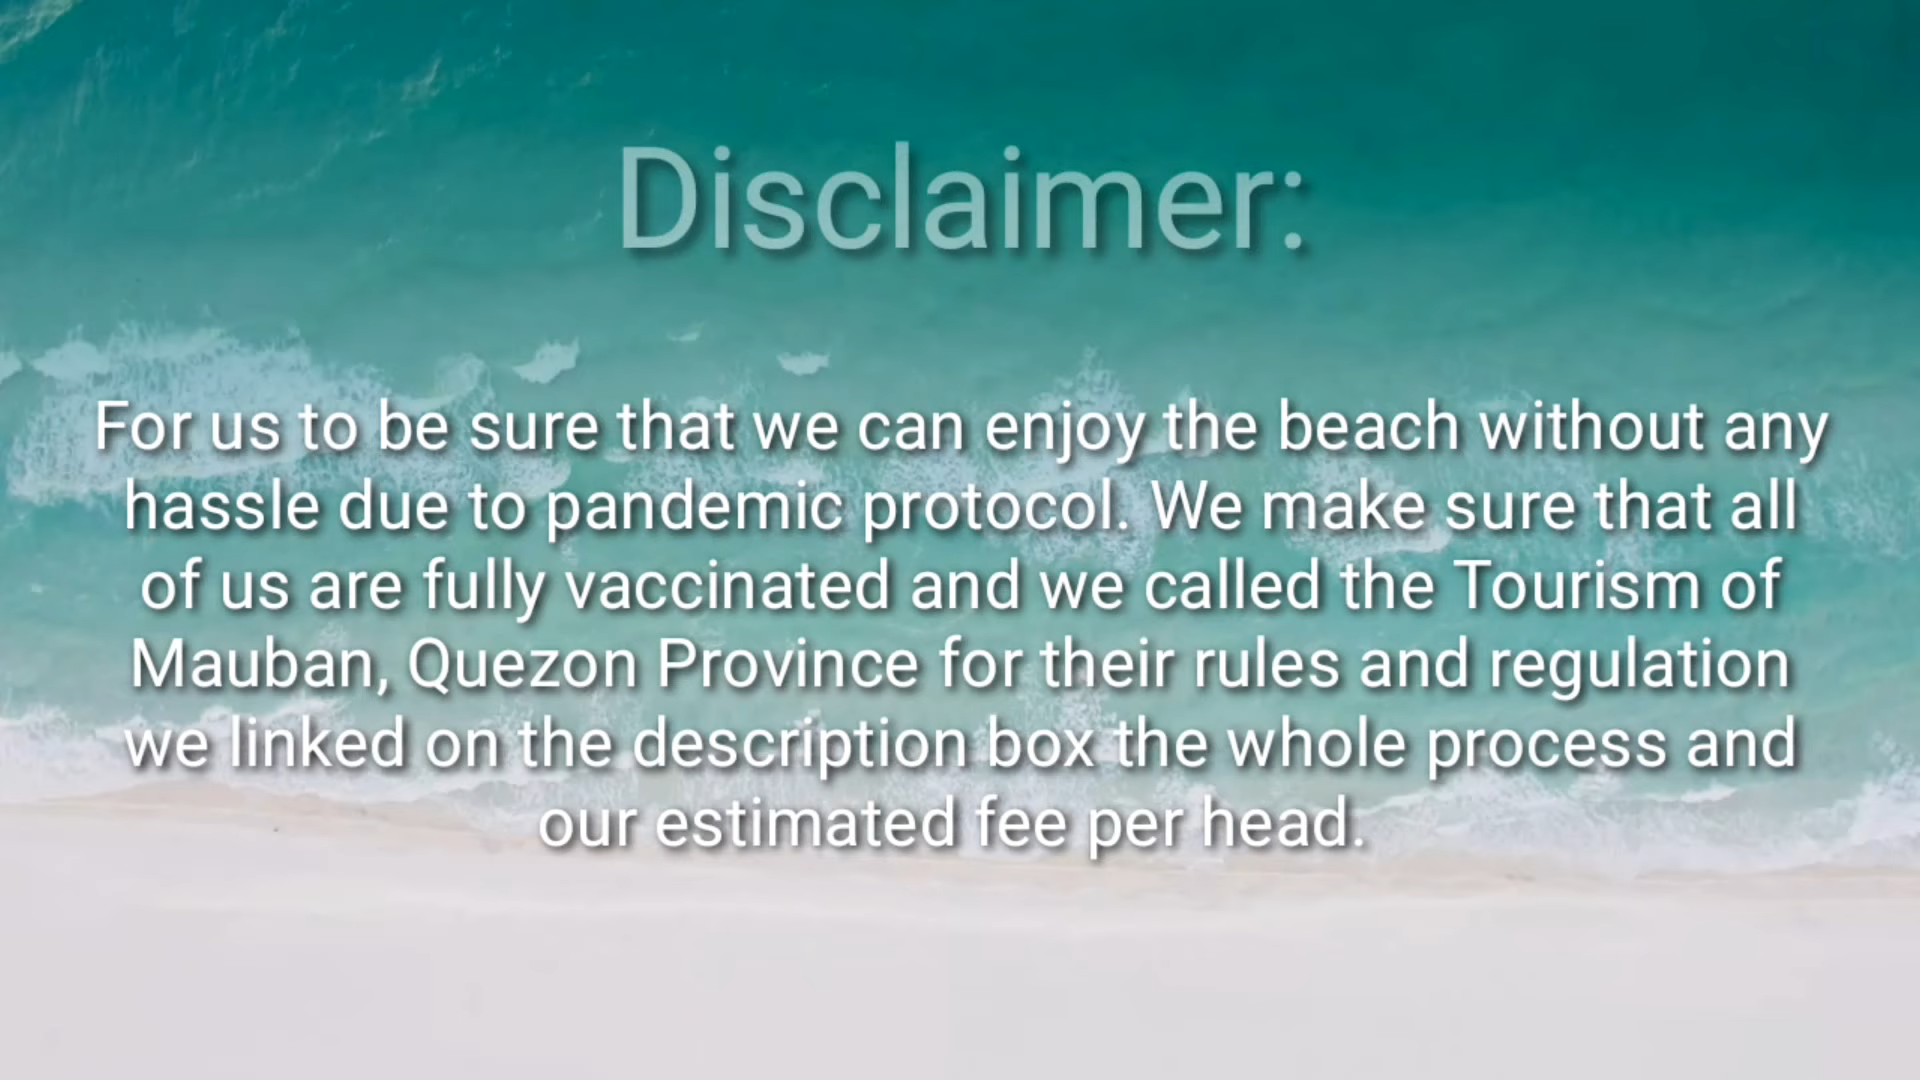 Disclaimer:
For us to be sure that we can enjoy the beach without any
hassle due to pandemic protocol. We make sure that all
of us are fully vaccinated and we called the Tourism of
Mauban, Quezon Province for their rules and regulation
we linked on the description box the whole process and
our estimated fee per head.